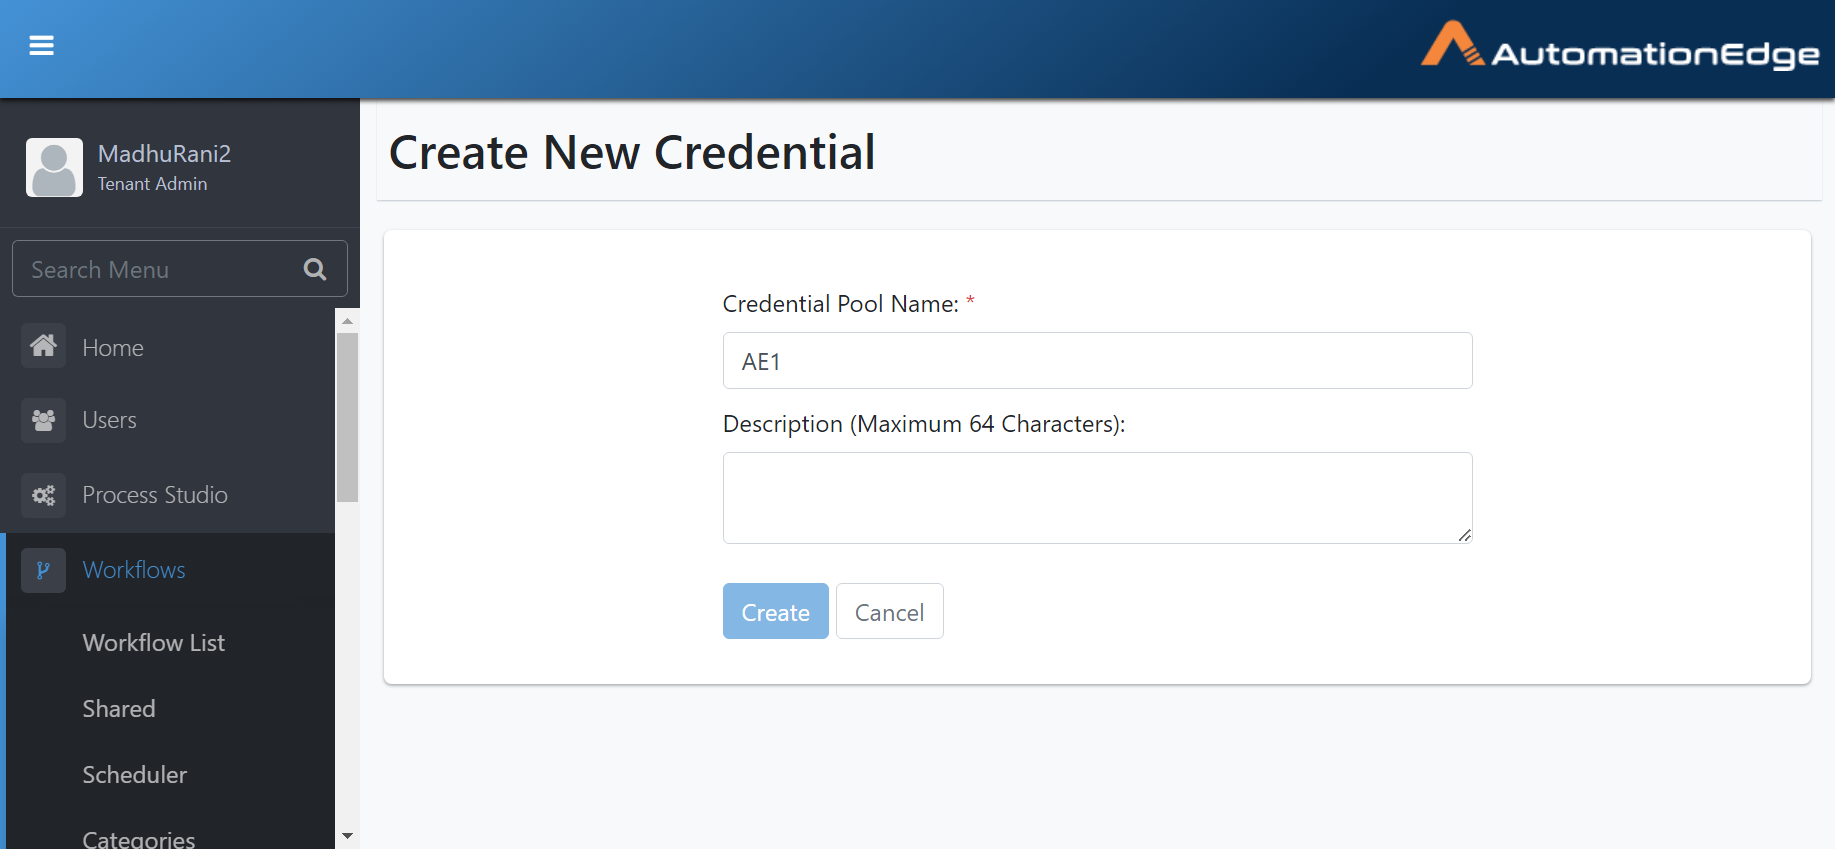 AutomationEdge
MadhuRani2
Tenant Admin
Search Menu
Home
Users
Process Studio
Workflows
Workflow List
Shared
Scheduler
Categories
Create New Credential
Credential Pool Name: *
AE1
Description (Maximum 64 Characters):
Create Cancel